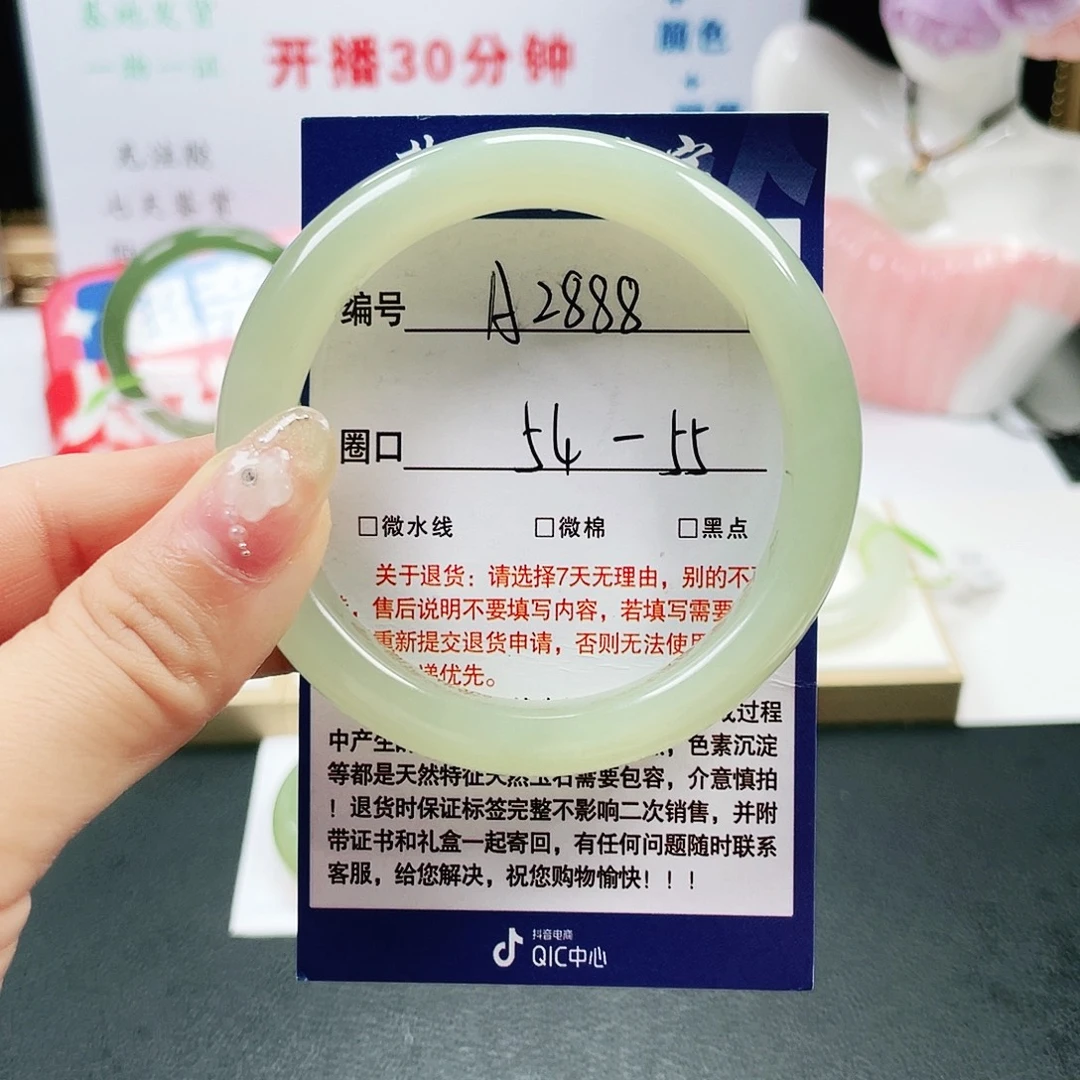 开播30分钟
颜色
编号 A2888
圈口 54-55
□微水线 □微棉 □黑点
关于退货:请选择7天无理由,别的不
,售后说明不要填写内容,若填写需要
重新提交退货申请,否则无法使用
递优先。
过程
中产生
,色素沉淀
等都是天然特征天然玉石需要包容,介意慎拍
!退货时保证标签完整不影响二次销售,并附
带证书和礼盒一起寄回,有任何问题随时联系
客服,给您解决,祝您购物愉快!!!
抖音电商
QIC中心